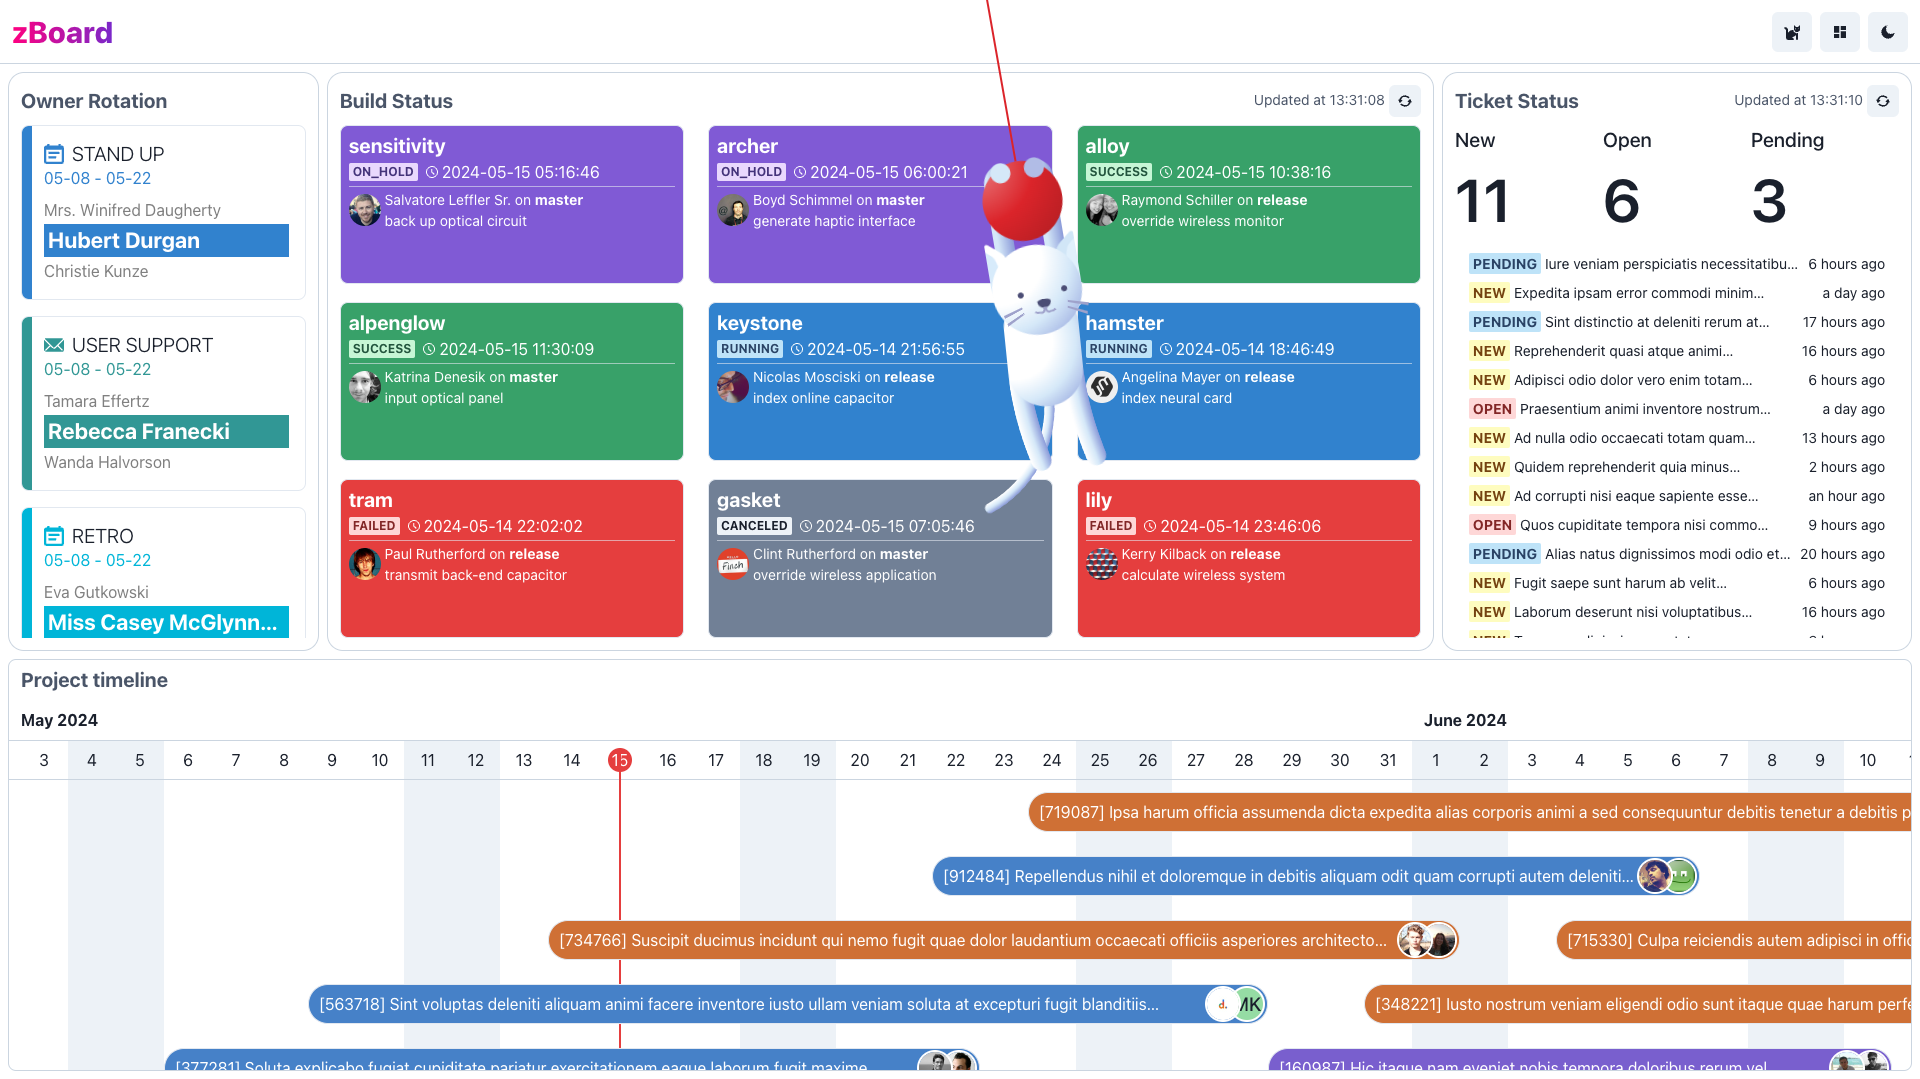 zBoard
Owner Rotation
STAND UP
05-08 - 05-22
Mrs. Winifred Daugherty
Hubert Durgan
Christie Kunze
USER SUPPORT
05-08 - 05-22
Tamara Effertz
Rebecca Franecki
Wanda Halvorson
RETRO
05-08 - 05-22
Eva Gutkowski
Miss Casey McGlynn...
Build Status
Updated at 13:31:08
sensitivity
ON_HOLD 2024-05-15 05:16:46
Salvatore Leffler Sr. on master
back up optical circuit
archer
ON_HOLD 2024-05-15 06:00:21
Boyd Schimmel on master
generate haptic interface
alloy
SUCCESS 2024-05-15 10:38:16
Raymond Schiller on release
override wireless monitor
alpenglow
SUCCESS 2024-05-15 11:30:09
Katrina Denesik on master
input optical panel
keystone
RUNNING 2024-05-14 21:56:55
Nicolas Mosciski on release
index online capacitor
hamster
RUNNING 2024-05-14 18:46:49
Angelina Mayer on release
index neural card
tram
FAILED 2024-05-14 22:02:02
Paul Rutherford on release
transmit back-end capacitor
gasket
CANCELED 2024-05-15 07:05:46
Finch
Clint Rutherford on master
override wireless application
lily
FAILED 2024-05-14 23:46:06
Kerry Kilback on release
calculate wireless system
Ticket Status
Updated at 13:31:10
New Open Pending
11 6 3
PENDING Iure veniam perspiciatis necessitatibu... 6 hours ago
NEW Expedita ipsam error commodi minim... a day ago
PENDING Sint distinctio at deleniti rerum at... 17 hours ago
NEW Reprehenderit quasi atque animi... 16 hours ago
NEW Adipisci odio dolor vero enim totam... 6 hours ago
OPEN Praesentium animi inventore nostrum... a day ago
NEW Ad nulla odio occaecati totam quam... 13 hours ago
NEW Quidem reprehenderit quia minus... 2 hours ago
NEW Ad corrupti nisi eaque sapiente esse... an hour ago
OPEN Quos cupiditate tempora nisi commo... 9 hours ago
PENDING Alias natus dignissimos modi odio et... 20 hours ago
NEW Fugit saepe sunt harum ab velit... 6 hours ago
NEW Laborum deserunt nisi voluptatibus... 16 hours ago
NEW
Project timeline
May 2024 June 2024
3 4 5 6 7 8 9 10 11 12 13 14 15 16 17 18 19 20 21 22 23 24 25 26 27 28 29 30 31 1 2 3 4 5 6 7 8 9 10
[719087] Ipsa harum officia assumenda dicta expedita alias corporis animi a sed consequuntur debitis tenetur a debitis p
[912484] Repellendus nihil et doloremque in debitis aliquam odit quam corrupti autem deleniti...
[734766] Suscipit ducimus incidunt qui nemo fugit quae dolor laudantium occaecati officiis asperiores architecto...
[715330] Culpa reiciendis autem adipisci in offic
[563718] Sint voluptas deleniti aliquam animi facere inventore iusto ullam veniam soluta at excepturi fugit blanditiis...
d. MK
[348221] Iusto nostrum veniam eligendi odio sunt itaque quae harum perfe
[377281] Soluta explicabo fugiat cupiditate pariatur exercitationem eaque laborum fugit maxime
[160987] Hic itaque nam eveniet nobis tempora doloribus rerum vel